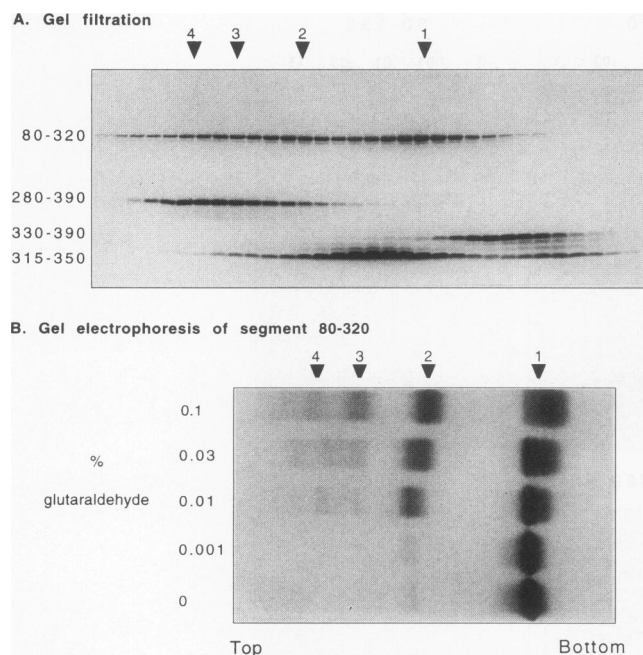 A. Gel filtration
4 3 2 1
80-320
280-390
330-390
315-350
B. Gel electrophoresis of segment 80-320
4 3 2 1
0.1
0.03
%
0.01
glutaraldehyde
0.001
0
Top Bottom